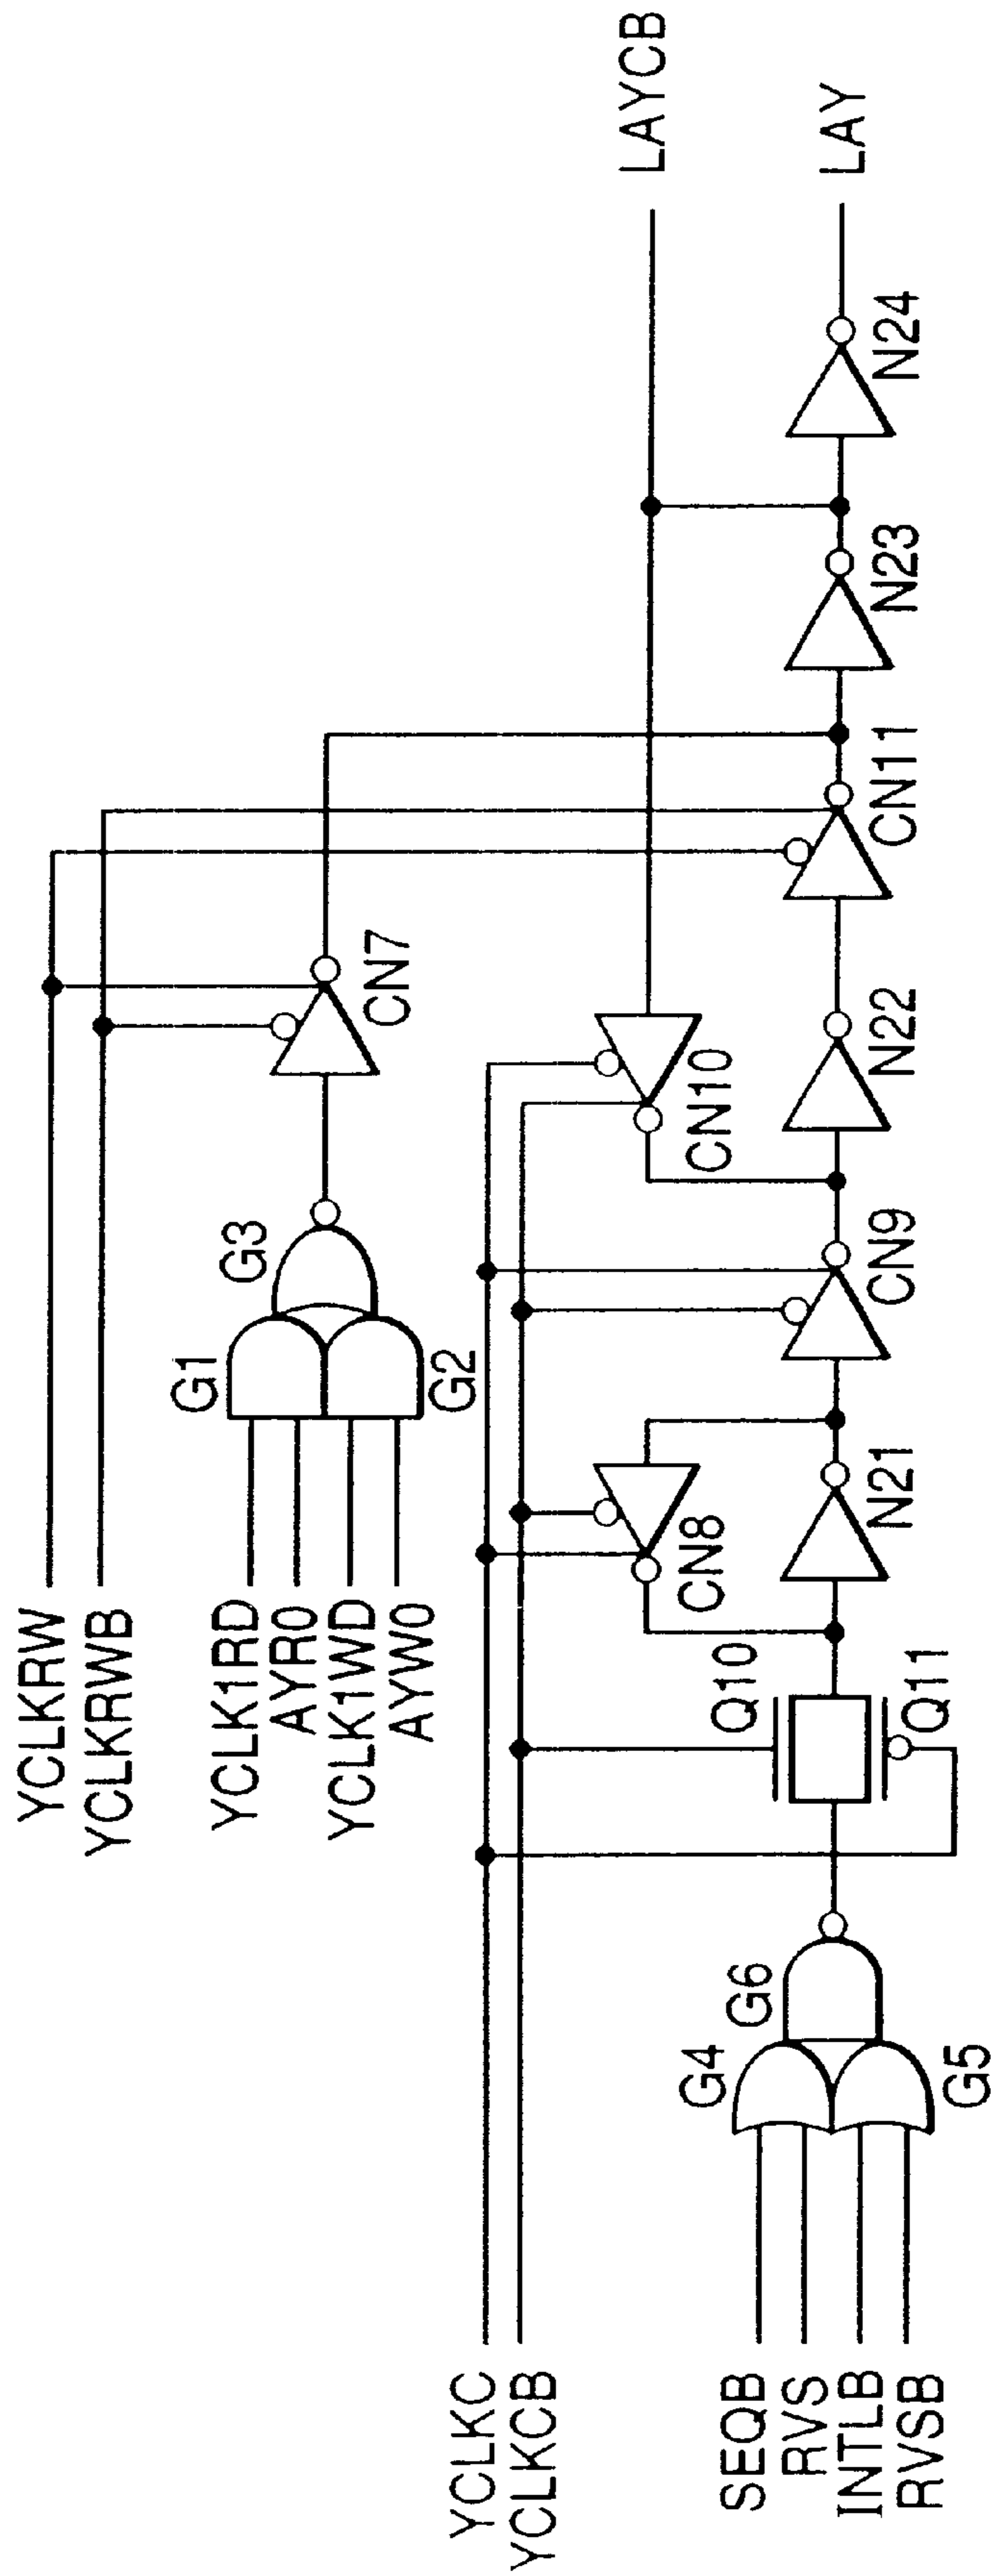 YCLKRW
YCLKRWB
YCLK1RD
AYR0
YCLK1WD
AYW0
G1
G2
G3
CN7
YCLKC
YCLKCB
CN8
CN10
LAYCB
SEQB
RVS
INTLB
RVSB
G4
G5
G6
Q10
Q11
N21
CN9
N22
CN11
N23
N24
LAY